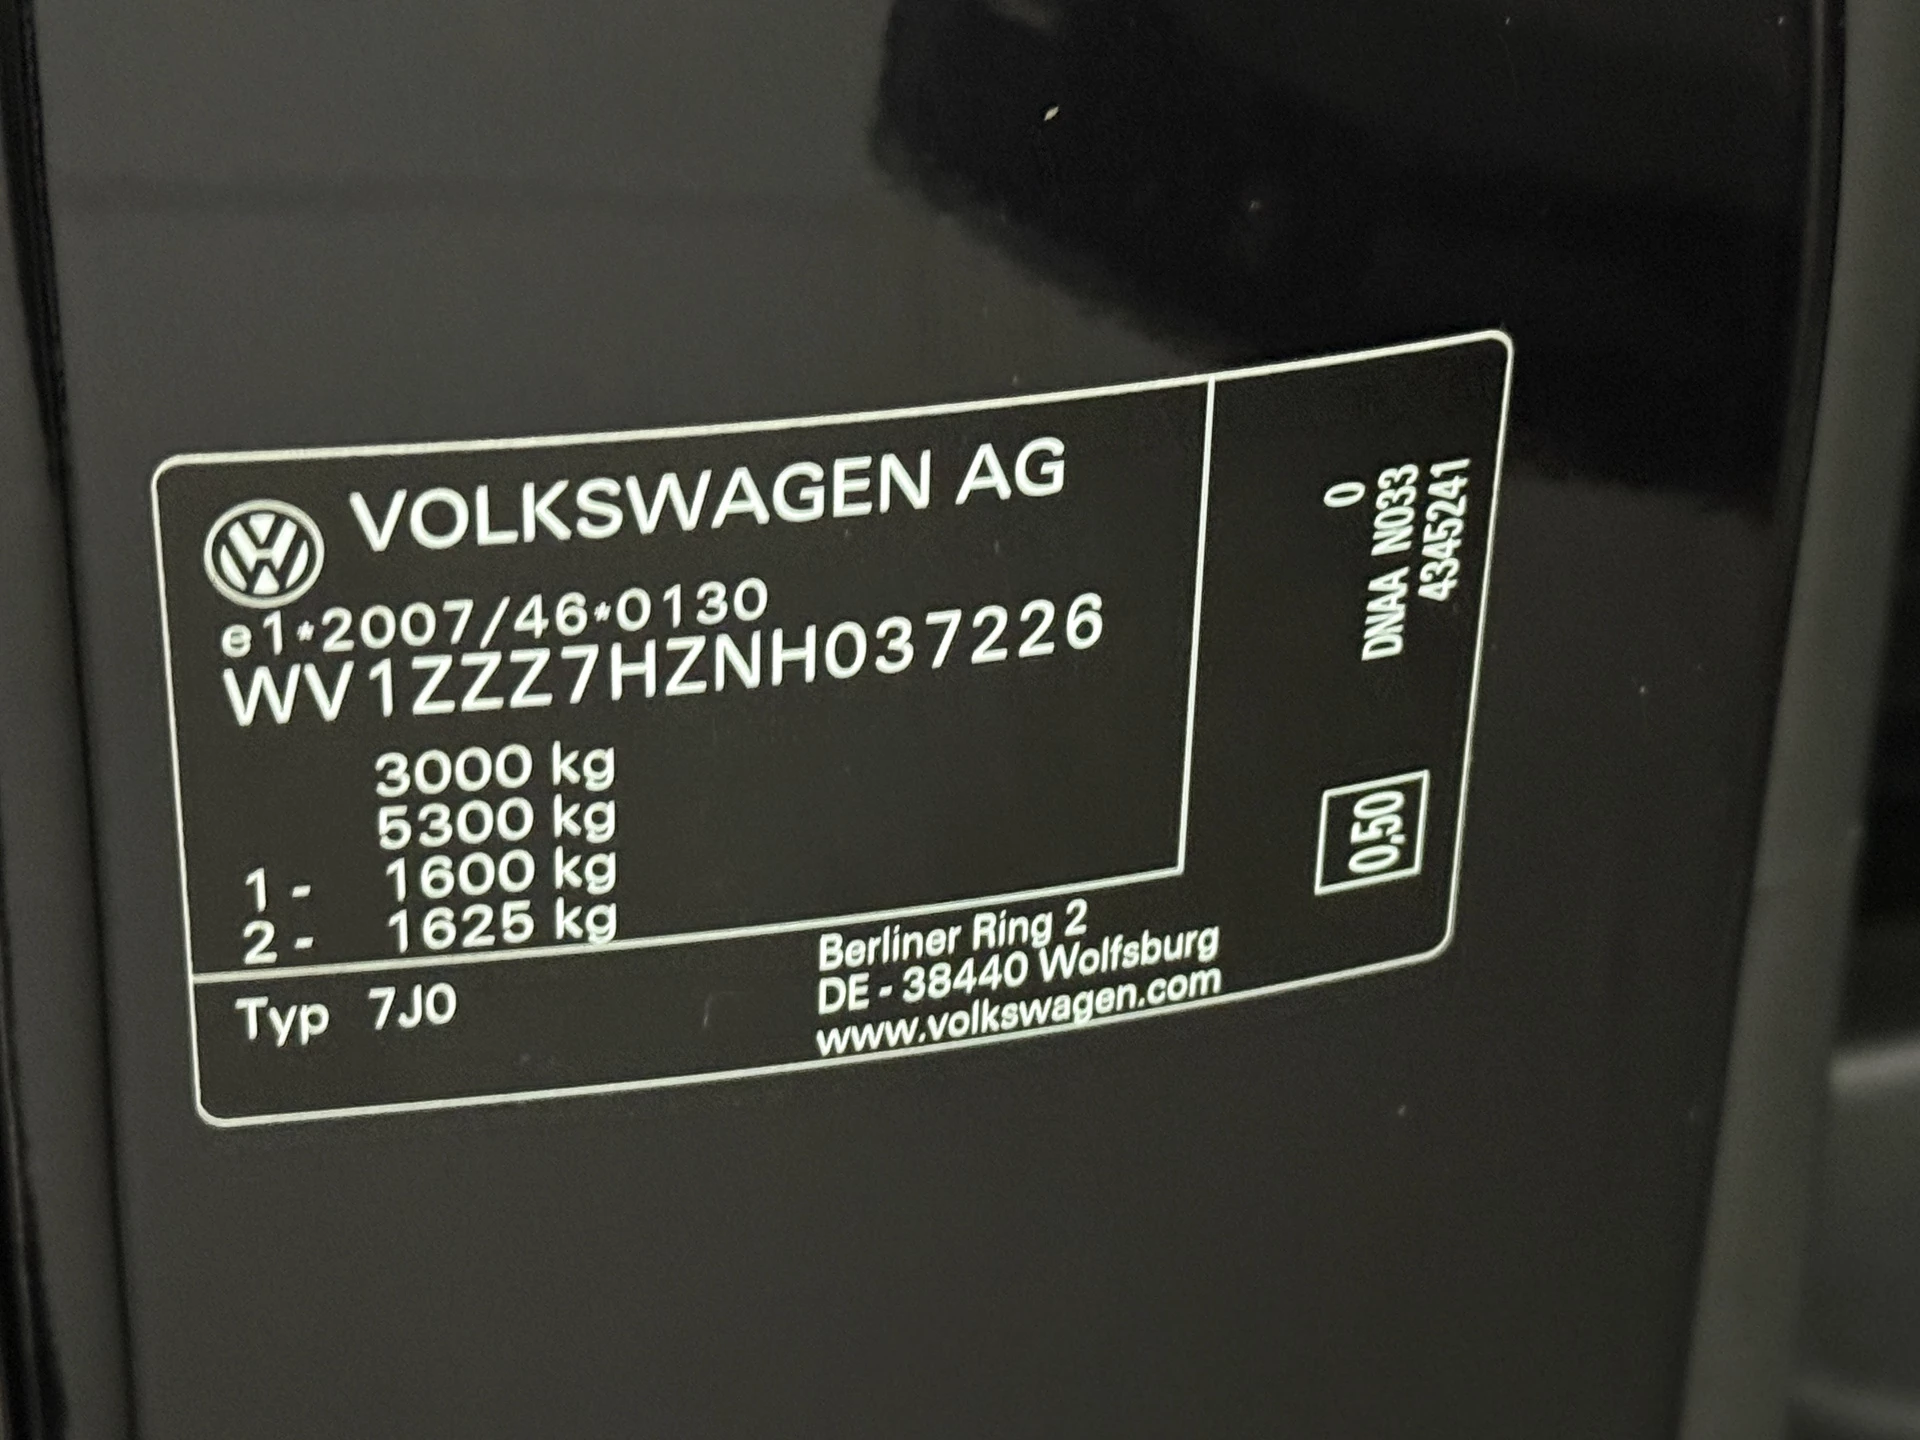 VOLKSWAGEN AG
e1*2007/46*0130
WV1ZZZ7HZNH037226
3000 kg
5300 kg
1- 1600 kg
2- 1625 kg
Typ 7J0
Berliner Ring 2
DE - 38440 Wolfsburg
www.volkswagen.com
0
DNAA N033
4345241
0,50